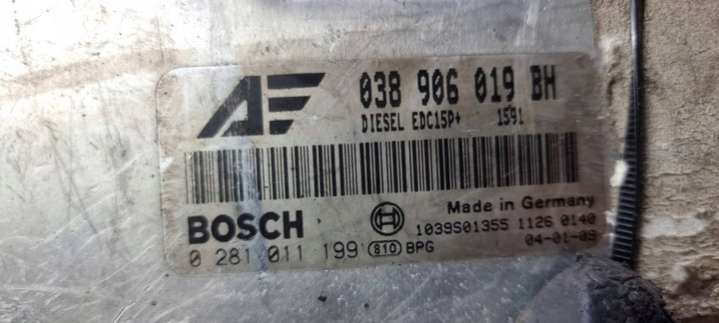 AF
038 906 019 BH
DIESEL EDC15P+ 1591
BOSCH
Made in Germany
1039S01355 1126 0140
0 281 011 199 810 BPG
04-01-09